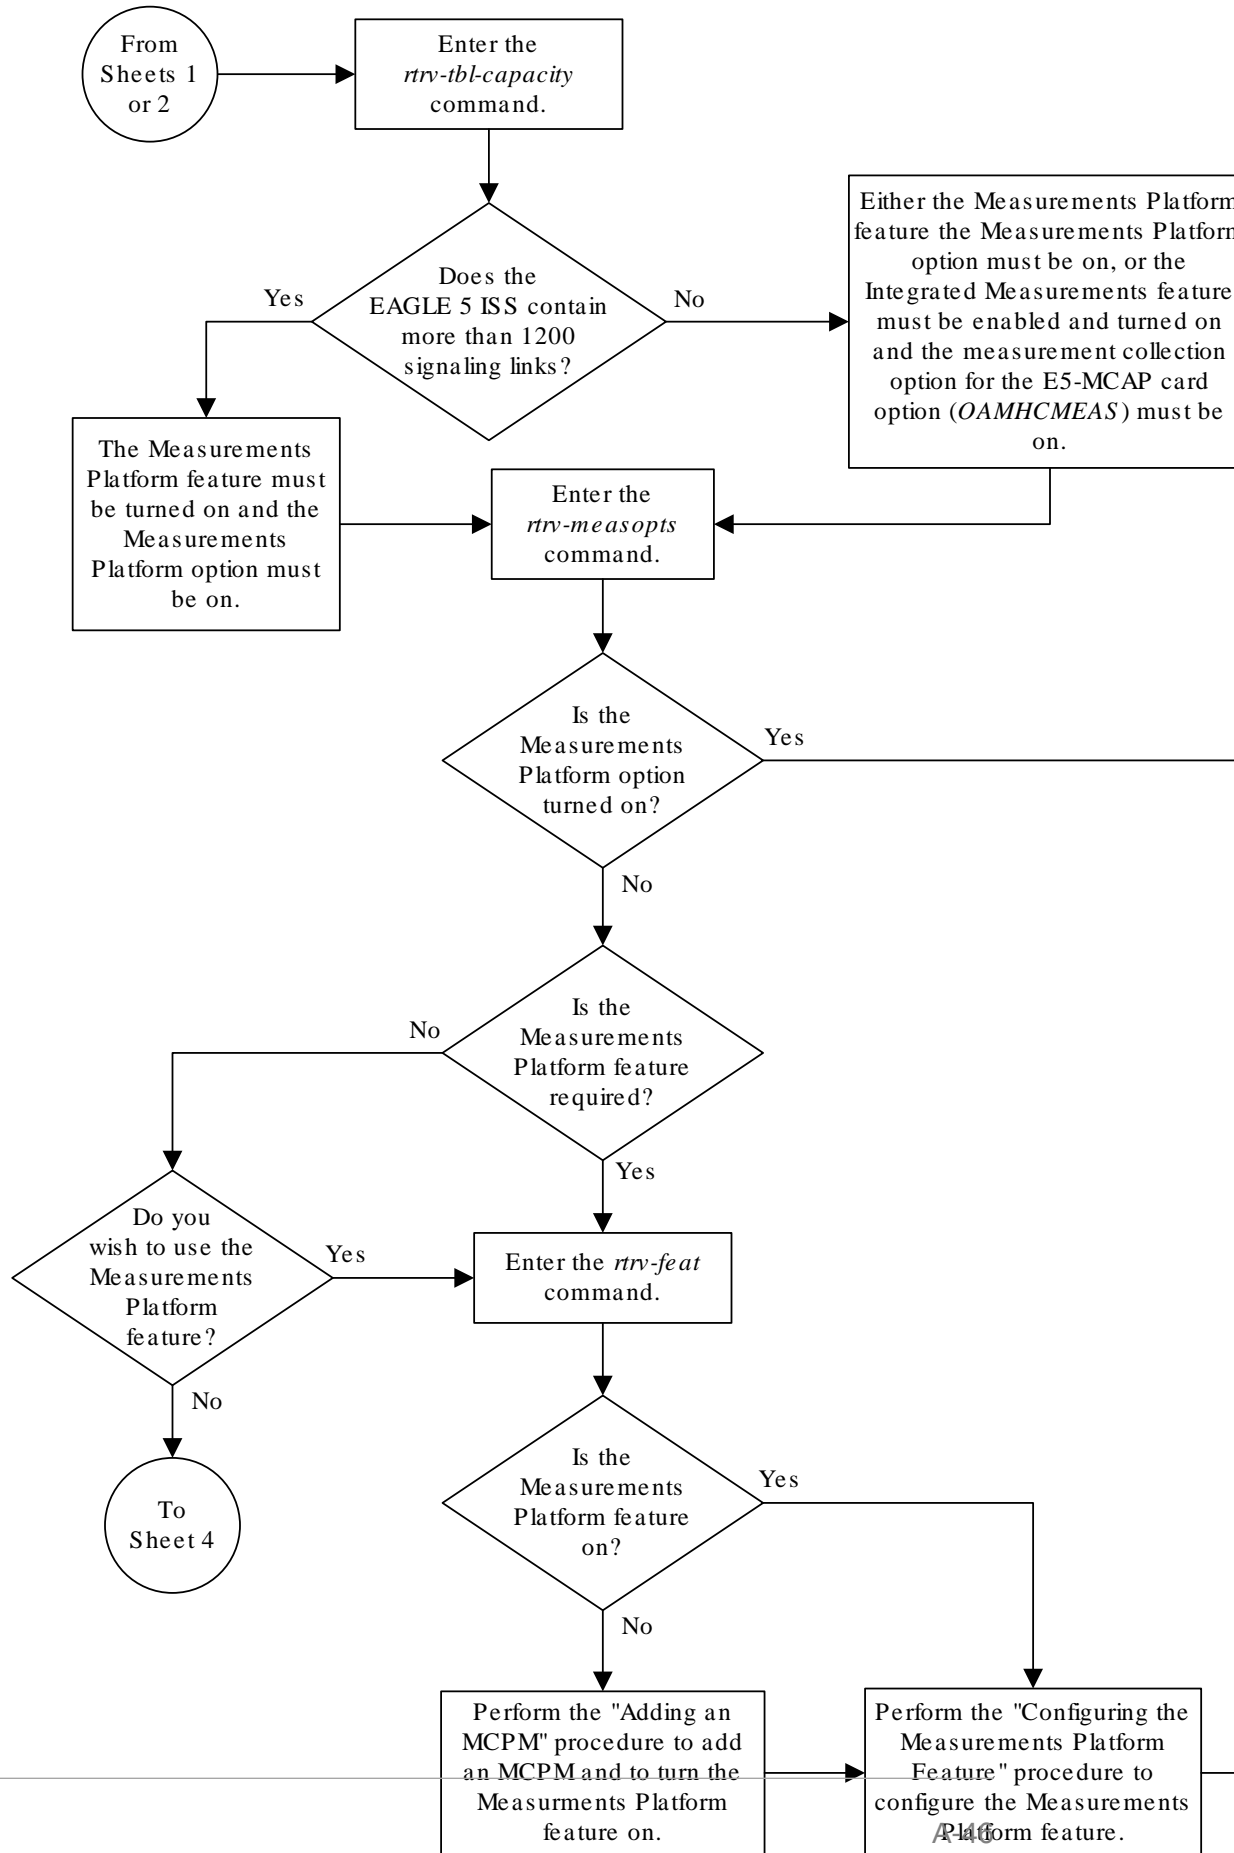 From
Sheets 1
or 2
Enter the
rtrv-tbl-capacity
command.
Does the
EAGLE 5 ISS contain
more than 1200
signaling links?
Yes
No
Either the Measurements Platform
feature the Measurements Platform
option must be on, or the
Integrated Measurements feature
must be enabled and turned on
and the measurement collection
option for the E5-MCAP card
option (OAMHCMEAS) must be
on.
The Measurements
Platform feature must
be turned on and the
Measurements
Platform option must
be on.
Enter the
rtrv-measopts
command.
Is the
Measurements
Platform option
turned on?
Yes
No
Is the
Measurements
Platform feature
required?
No
Yes
Do you
wish to use the
Measurements
Platform
feature?
Yes
No
Enter the rtrv-feat
command.
To
Sheet 4
Is the
Measurements
Platform feature
on?
Yes
No
Perform the "Adding an
MCPM" procedure to add
an MCPM and to turn the
Measurments Platform
feature on.
Perform the "Configuring the
Measurements Platform
Feature" procedure to
configure the Measurements
Platform feature.
A-46